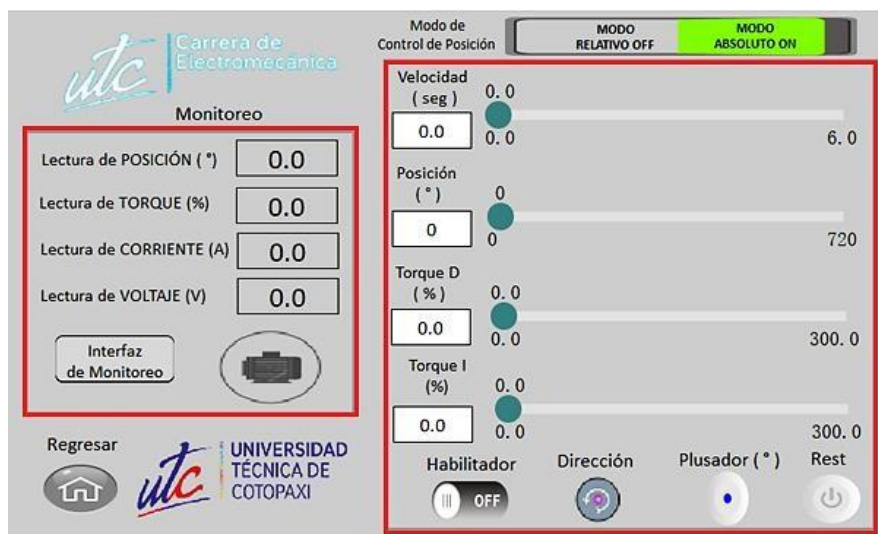 utc
Carrera de
Electromecánica
Modo de
Control de Posición
MODO
RELATIVO OFF
MODO
ABSOLUTO ON
Monitoreo
Lectura de POSICIÓN ( °)
0.0
Lectura de TORQUE (%)
0.0
Lectura de CORRIENTE (A)
0.0
Lectura de VOLTAJE (V)
0.0
Interfaz
de Monitoreo
Velocidad
( seg )
0.0
0.0
0.0
6.0
Posición
( ° )
0
0
0
720
Torque D
( % )
0.0
0.0
0.0
300.0
Torque I
(%)
0.0
0.0
0.0
300.0
Regresar
utc
UNIVERSIDAD
TÉCNICA DE
COTOPAXI
Habilitador
OFF
Dirección
Plusador ( ° )
Rest